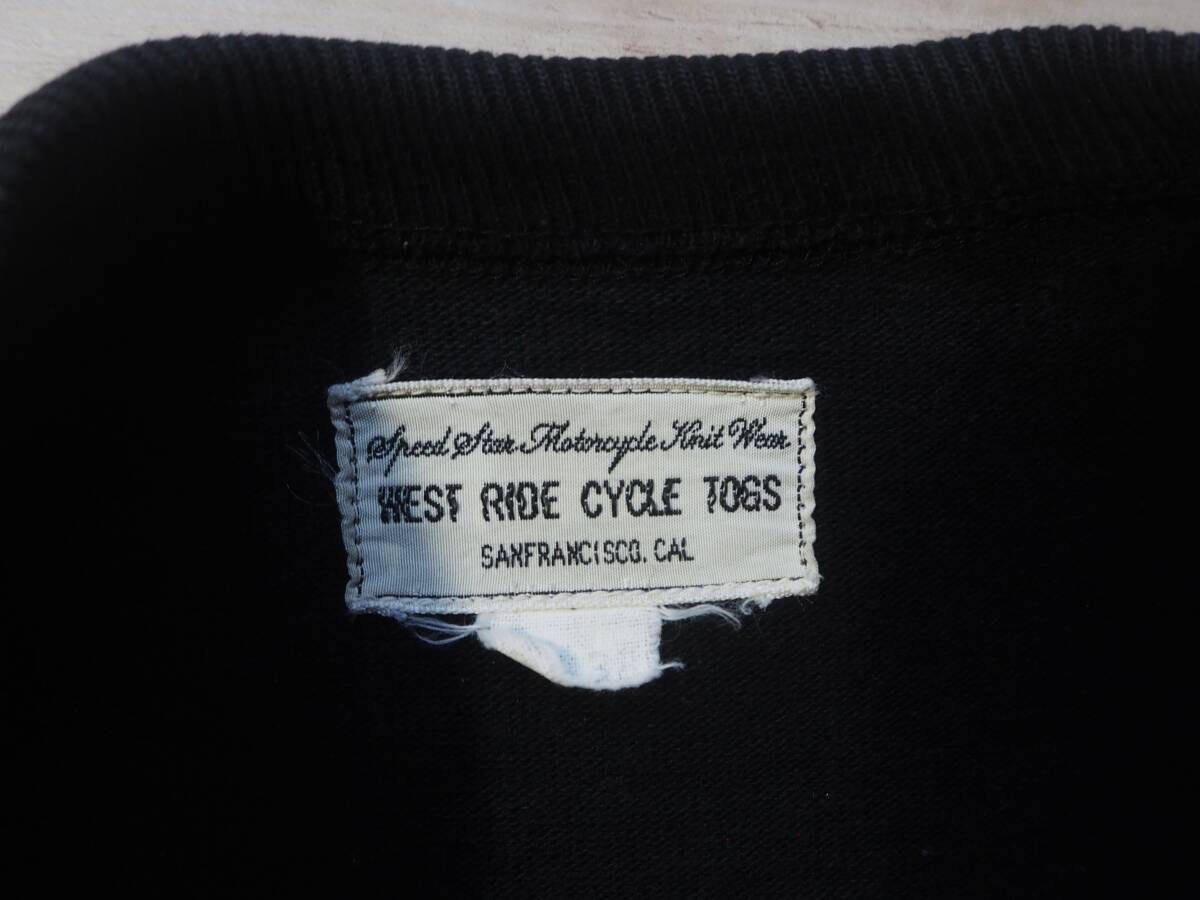 Speed Star Motorcycle Knit Wear
WEST RIDE CYCLE TOGS
SANFRANCISCO. CAL